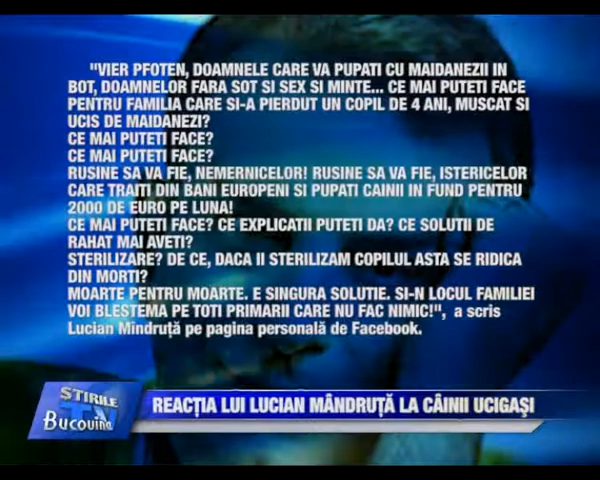 "VIER PFOTEN, DOAMNELE CARE VA PUPATI CU MAIDANEZII IN
BOT, DOAMNELOR FARA SOT SI SEX SI MINTE... CE MAI PUTETI FACE
PENTRU FAMILIA CARE SI-A PIERDUT UN COPIL DE 4 ANI, MUSCAT SI
UCIS DE MAIDANEZI?
CE MAI PUTETI FACE?
CE MAI PUTETI FACE?
RUSINE SA VA FIE, NEMERNICELOR! RUSINE SA VA FIE, ISTERICELOR
CARE TRAITI DIN BANI EUROPENI SI PUPATI CAINII IN FUND PENTRU
2000 DE EURO PE LUNA!
CE MAI PUTETI FACE? CE EXPLICATII PUTETI DA? CE SOLUTII DE
RAHAT MAI AVETI?
STERILIZARE? DE CE, DACA II STERILIZAM COPILUL ASTA SE RIDICA
DIN MORTI?
MOARTE PENTRU MOARTE. E SINGURA SOLUTIE. SI-N LOCUL FAMILIEI
VOI BLESTEMA PE TOTI PRIMARII CARE NU FAC NIMIC!", a scris
Lucian Mîndruță pe pagina personală de Facebook.
ȘTIRILE
TV
Bucovina
REACȚIA LUI LUCIAN MÂNDRUȚĂ LA CÂINII UCIGAȘI